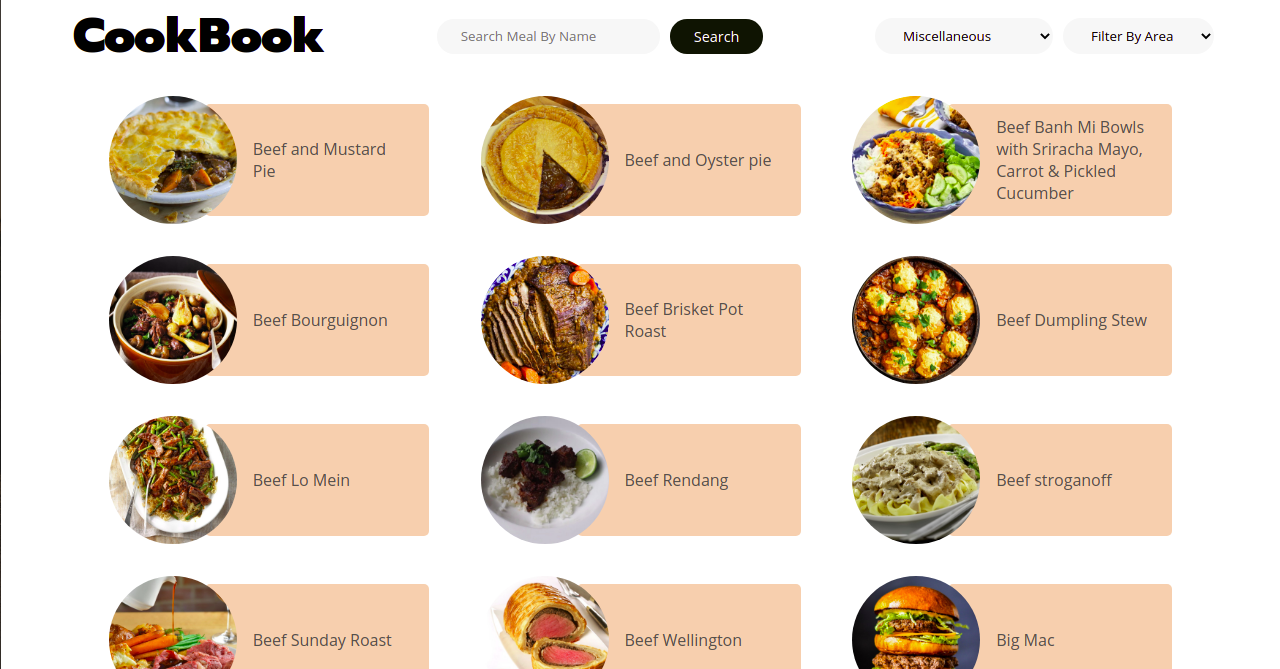 CookBook
Search Meal By Name
Search
Miscellaneous
Filter By Area
Beef and Mustard
Pie
Beef and Oyster pie
Beef Banh Mi Bowls
with Sriracha Mayo,
Carrot & Pickled
Cucumber
Beef Bourguignon
Beef Brisket Pot
Roast
Beef Dumpling Stew
Beef Lo Mein
Beef Rendang
Beef stroganoff
Beef Sunday Roast
Beef Wellington
Big Mac